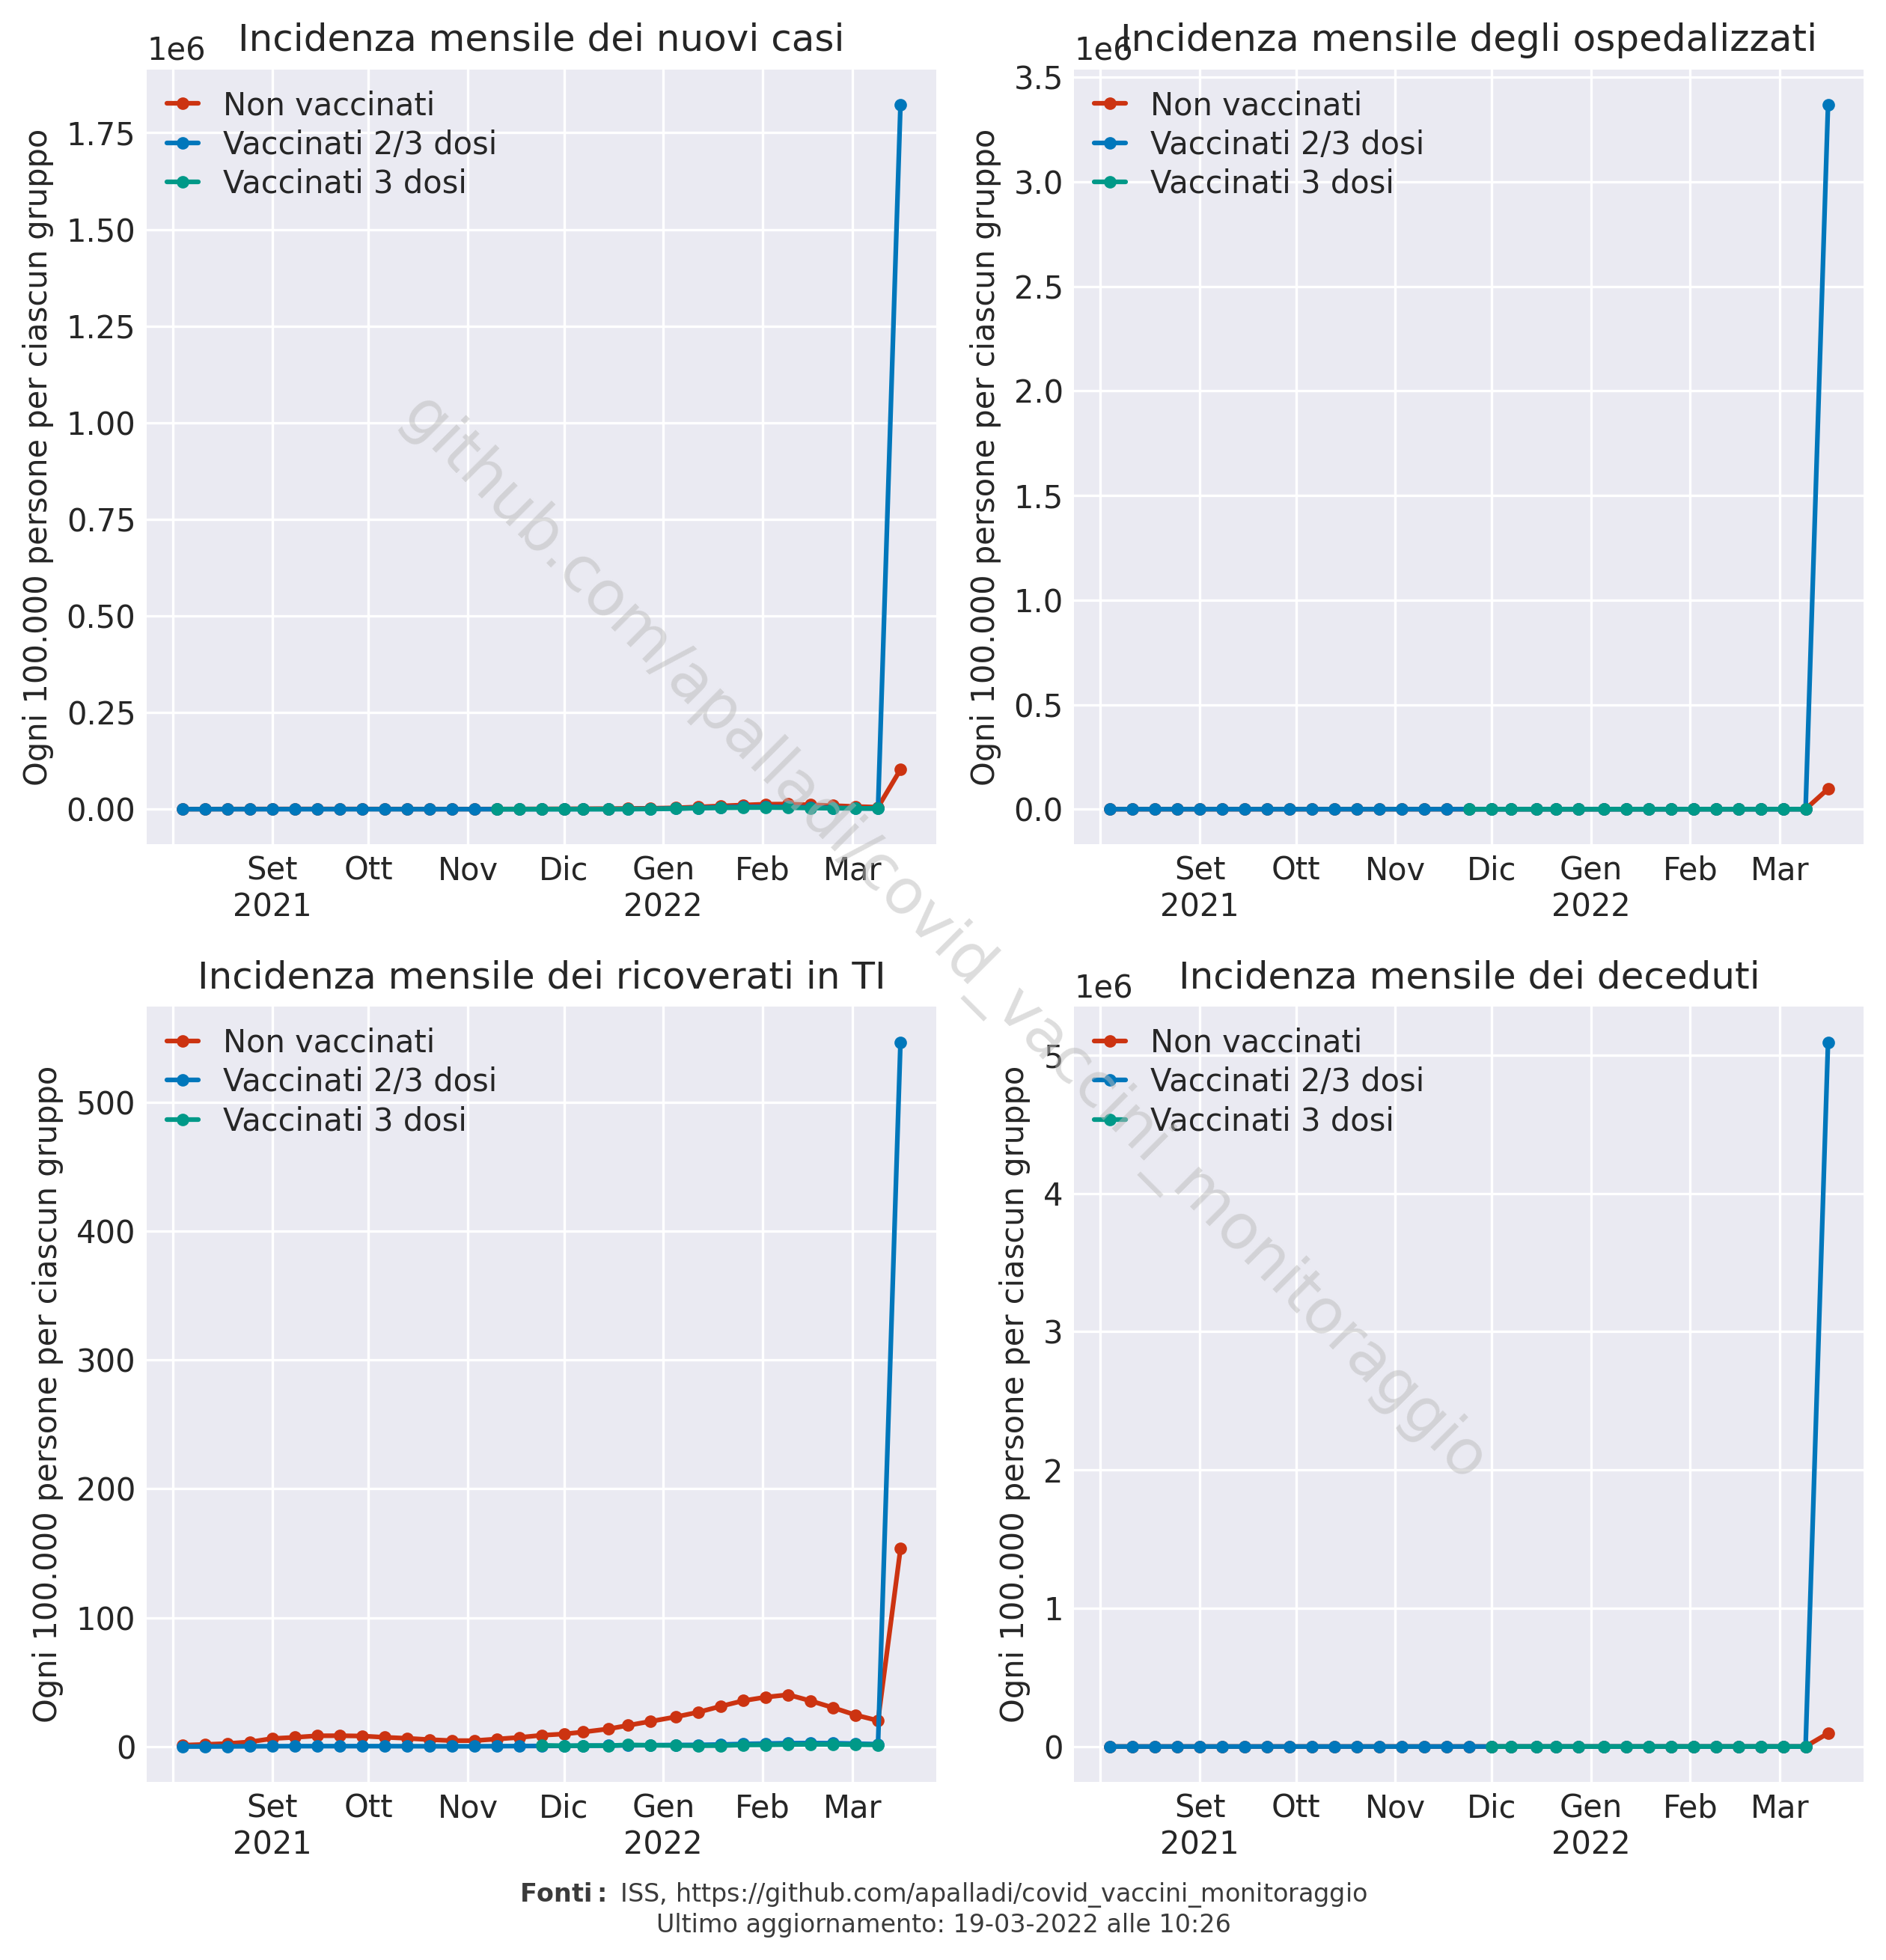 Incidenza mensile dei nuovi casi
1e6
Ogni 100.000 persone per ciascun gruppo
Non vaccinati
Vaccinati 2/3 dosi
Vaccinati 3 dosi
1.75
1.50
1.25
1.00
0.75
0.50
0.25
0.00
Set Ott Nov Dic Gen Feb Mar
2021 2022
Incidenza mensile degli ospedalizzati
1e6
Ogni 100.000 persone per ciascun gruppo
Non vaccinati
Vaccinati 2/3 dosi
Vaccinati 3 dosi
3.5
3.0
2.5
2.0
1.5
1.0
0.5
0.0
Set Ott Nov Dic Gen Feb Mar
2021 2022
Incidenza mensile dei ricoverati in TI
Ogni 100.000 persone per ciascun gruppo
Non vaccinati
Vaccinati 2/3 dosi
Vaccinati 3 dosi
500
400
300
200
100
0
Set Ott Nov Dic Gen Feb Mar
2021 2022
Incidenza mensile dei deceduti
1e6
Ogni 100.000 persone per ciascun gruppo
Non vaccinati
Vaccinati 2/3 dosi
Vaccinati 3 dosi
5
4
3
2
1
0
Set Ott Nov Dic Gen Feb Mar
2021 2022
github.com/apalladi/covid_vaccini_monitoraggio
Fonti: ISS, https://github.com/apalladi/covid_vaccini_monitoraggio
Ultimo aggiornamento: 19-03-2022 alle 10:26